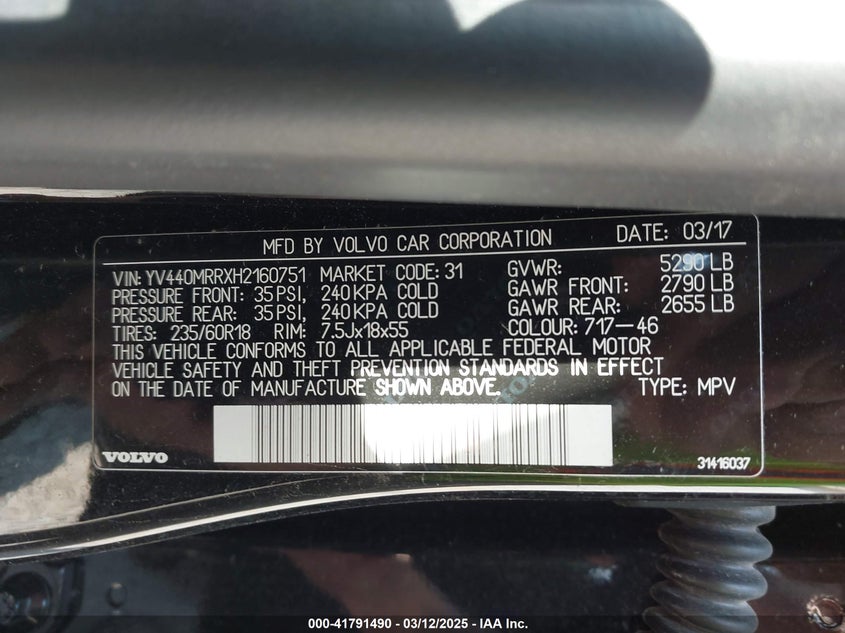 MFD BY VOLVO CAR CORPORATION DATE: 03/17
VIN: YV440MRRXH2160751 MARKET CODE: 31 GVWR: 5290 LB
PRESSURE FRONT: 35 PSI, 240 KPA COLD GAWR FRONT: 2790 LB
PRESSURE REAR: 35 PSI, 240 KPA COLD GAWR REAR: 2655 LB
TIRES: 235/60R18 RIM: 7.5Jx18x55 COLOUR: 717-46
THIS VEHICLE CONFORMS TO ALL APPLICABLE FEDERAL MOTOR
VEHICLE SAFETY AND THEFT PREVENTION STANDARDS IN EFFECT
ON THE DATE OF MANUFACTURE SHOWN ABOVE. TYPE: MPV
VOLVO 31416037
000-41791490 - 03/12/2025 - IAA Inc.